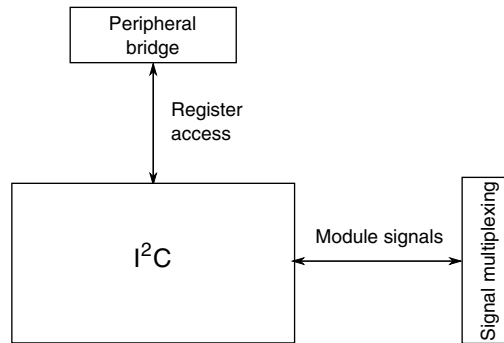 Peripheral
bridge
Register
access
I²C
Module signals
Signal multiplexing